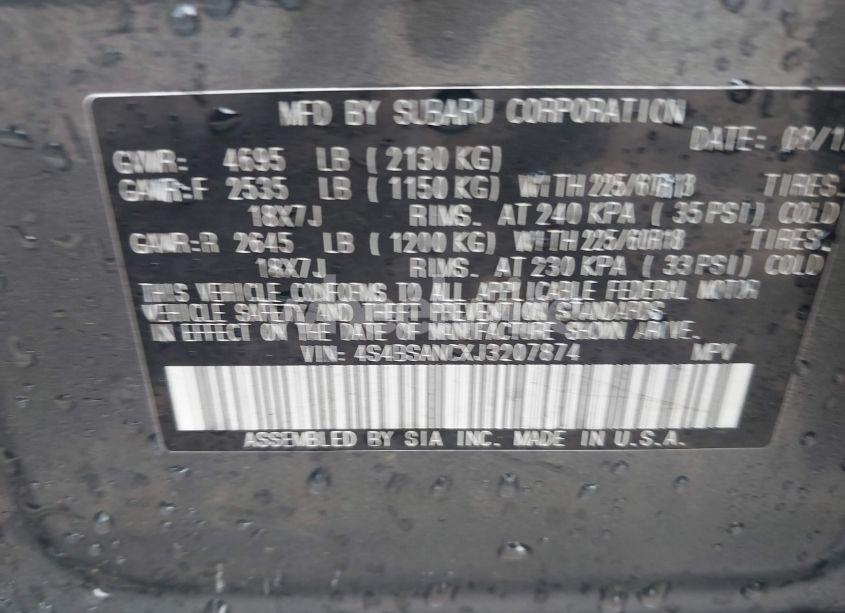 MFD BY SUBARU CORPORATION
DATE: 08/1
GVWR: 4695 LB ( 2130 KG)
GAWR:F 2535 LB ( 1150 KG) WITH 225/60R18 TIRES.
18X7J RIMS. AT 240 KPA ( 35 PSI) COLD
GAWR:R 2645 LB ( 1200 KG) WITH 225/60R18 TIRES.
18X7J RIMS. AT 230 KPA ( 33 PSI) COLD
THIS VEHICLE CONFORMS TO ALL APPLICABLE FEDERAL MOTOR
VEHICLE SAFETY AND THEFT PREVENTION STANDARDS
IN EFFECT ON THE DATE OF MANUFACTURE SHOWN ABOVE.
VIN: 4S4BSANCXJ3207874 MPV
ASSEMBLED BY SIA INC. MADE IN U.S.A.